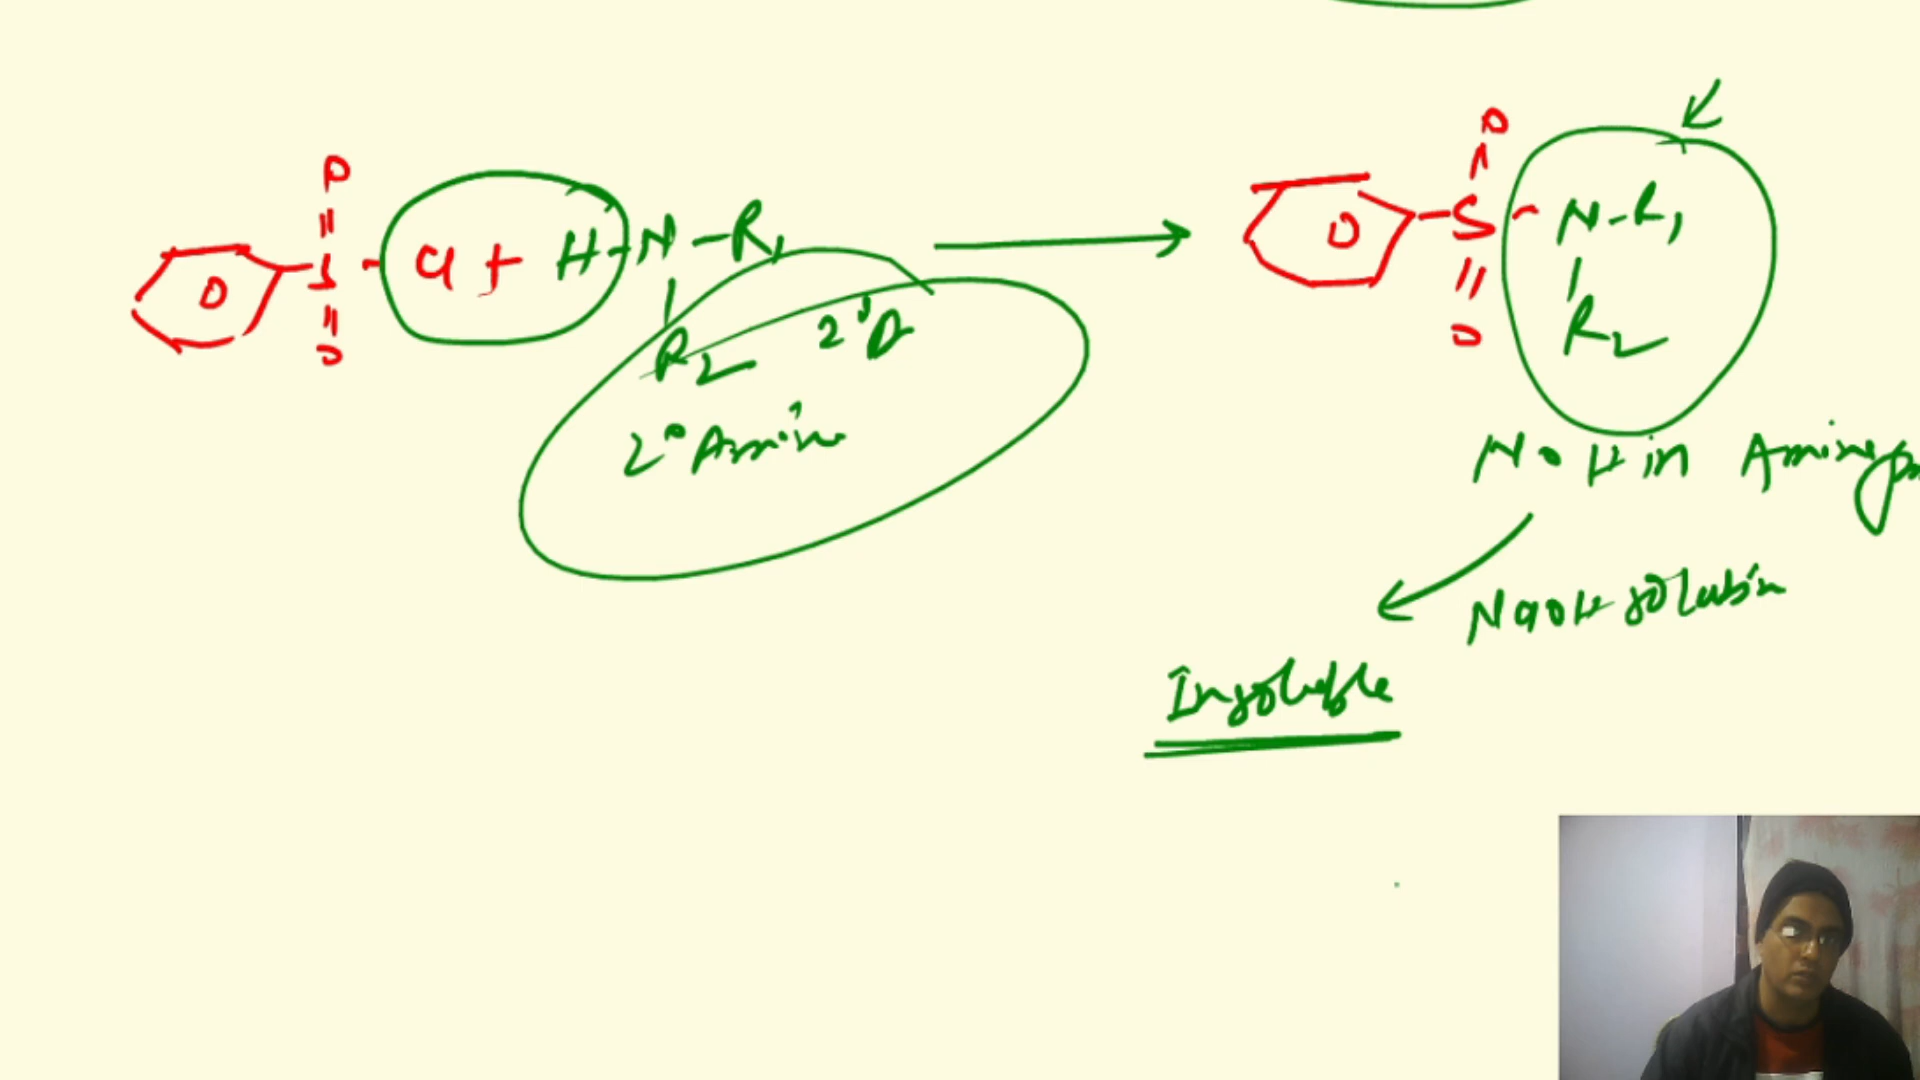 O O
S - Cl + H - N - R1 S - N - R1
O O
R2 2° R2
O O
2° Amine
No H in Amine
NaOH solution
Insoluble